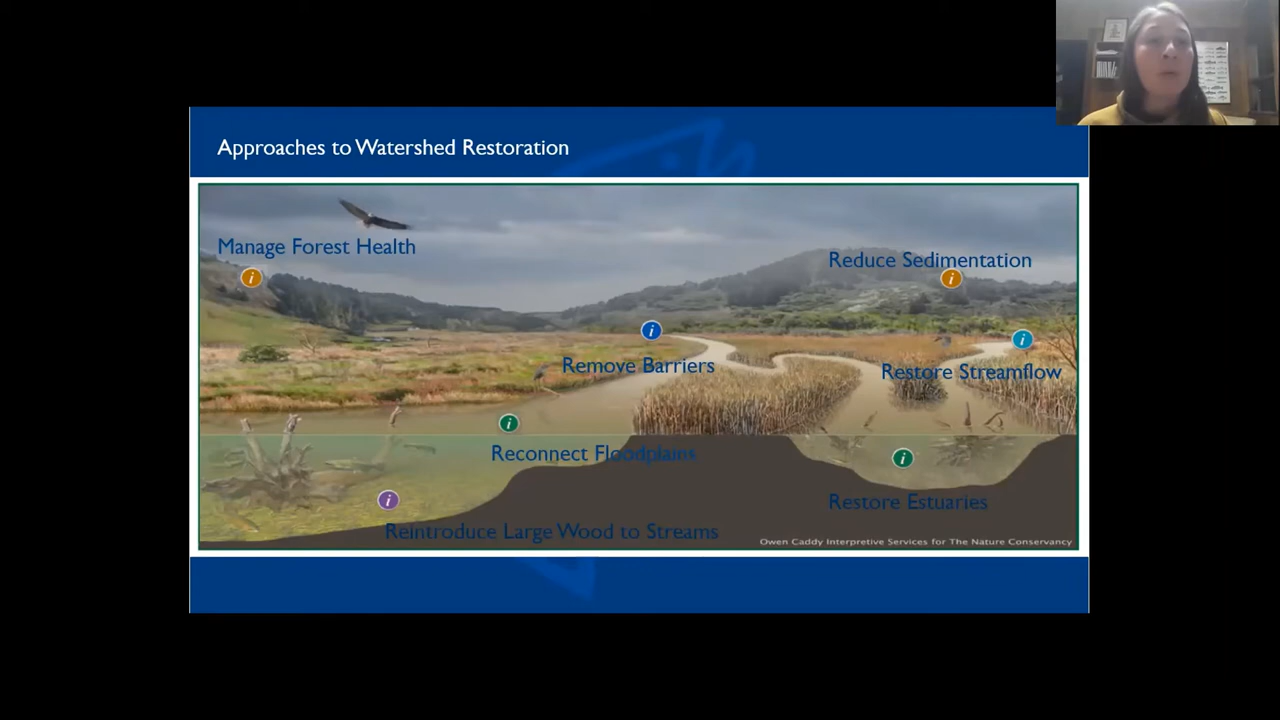 Approaches to Watershed Restoration
Manage Forest Health
Reduce Sedimentation
i
i
i
i
Remove Barriers
Restore Streamflow
i
Reconnect Floodplains
i
i
Restore Estuaries
Reintroduce Large Wood to Streams
Owen Caddy Interpretive Services for The Nature Conservancy